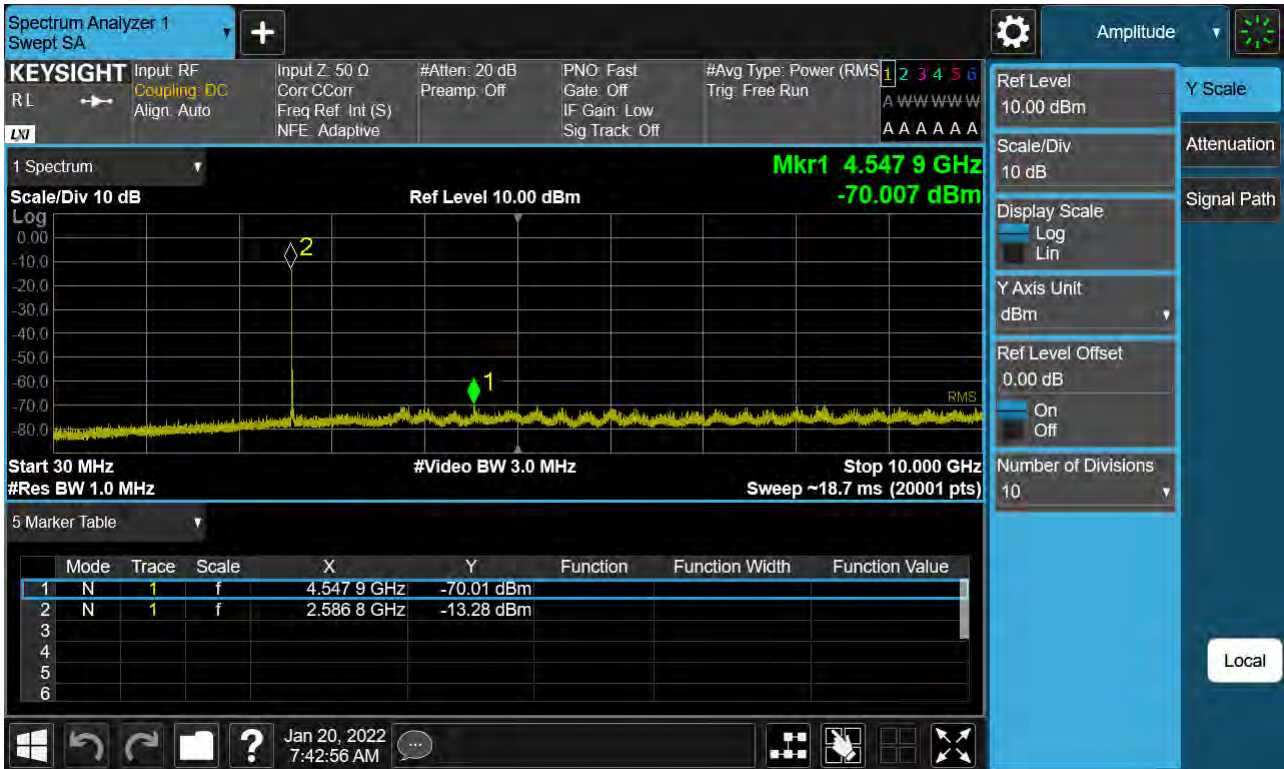 Spectrum Analyzer 1
Swept SA
+
Amplitude
KEYSIGHT
RL
LXI
Input: RF
Coupling: DC
Align: Auto
Input Z: 50 Ω
Corr CCorr
Freq Ref: Int (S)
NFE: Adaptive
#Atten: 20 dB
Preamp: Off
PNO: Fast
Gate: Off
IF Gain: Low
Sig Track: Off
#Avg Type: Power (RMS
Trig: Free Run
1 2 3 4 5 6
A W W W W W
A A A A A A
1 Spectrum
Mkr1 4.547 9 GHz
-70.007 dBm
Scale/Div 10 dB
Ref Level 10.00 dBm
Log
0.00
-10.0
-20.0
-30.0
-40.0
-50.0
-60.0
-70.0
-80.0
2
1
RMS
Start 30 MHz
#Video BW 3.0 MHz
Stop 10.000 GHz
#Res BW 1.0 MHz
Sweep ~18.7 ms (20001 pts)
5 Marker Table
Mode Trace Scale X Y Function Function Width Function Value
1 N 1 f 4.547 9 GHz -70.01 dBm
2 N 1 f 2.586 8 GHz -13.28 dBm
3
4
5
6
Ref Level
10.00 dBm
Scale/Div
10 dB
Display Scale
Log
Lin
Y Axis Unit
dBm
Ref Level Offset
0.00 dB
On
Off
Number of Divisions
10
Y Scale
Attenuation
Signal Path
Local
?
Jan 20, 2022
7:42:56 AM